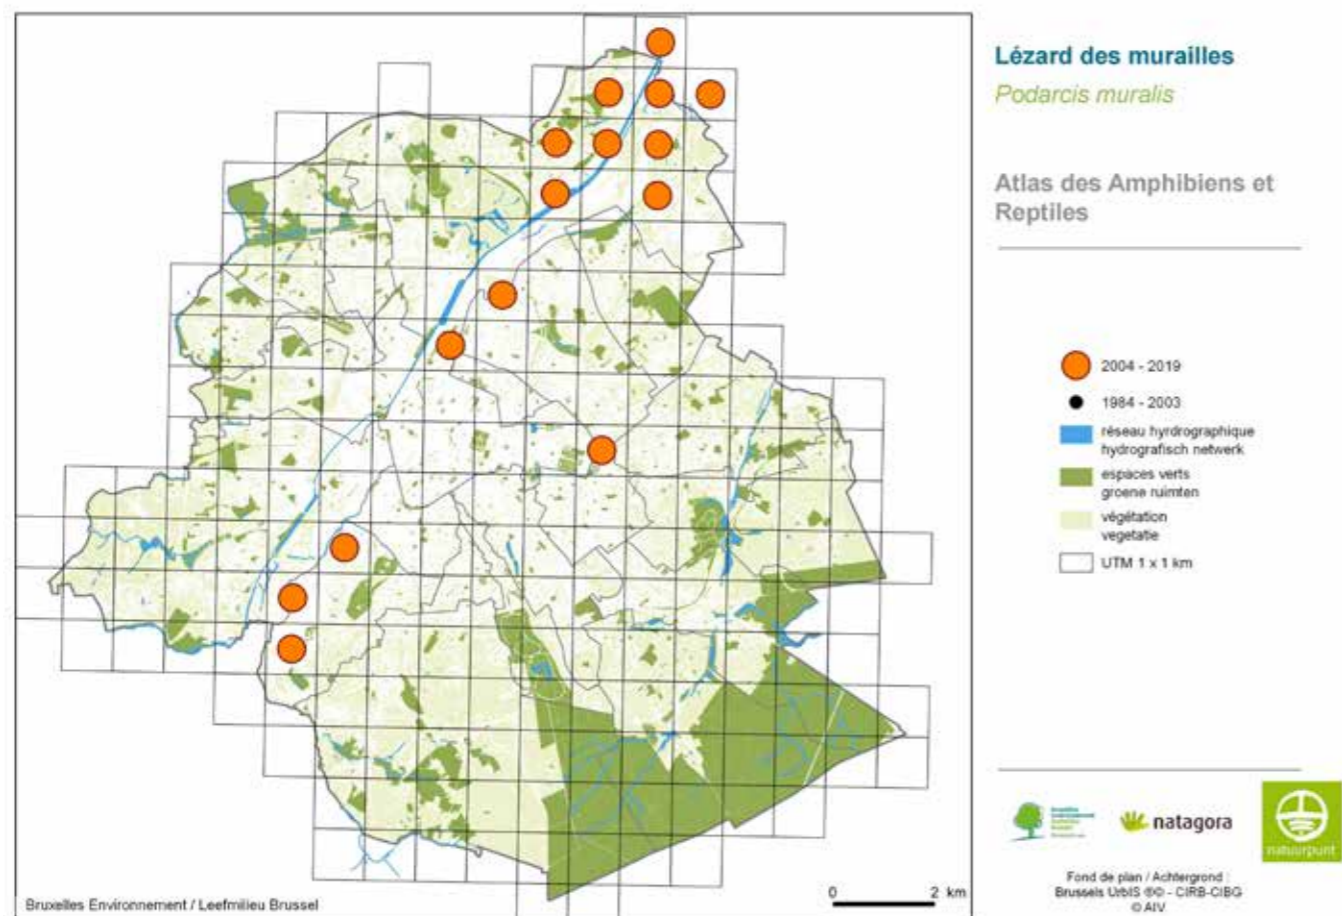 Lézard des murailles
Podarcis muralis
Atlas des Amphibiens et
Reptiles
2004 - 2019
1984 - 2003
réseau hyrdrographique
hydrografisch netwerk
espaces verts
groene ruimten
végétation
vegetatie
UTM 1 x 1 km
natagora
natuurpunt
Fond de plan / Achtergrond :
Brussels UrbIS ®© - CIRB-CIBG
© AIV
0 2 km
Bruxelles Environnement / Leefmilieu Brussel